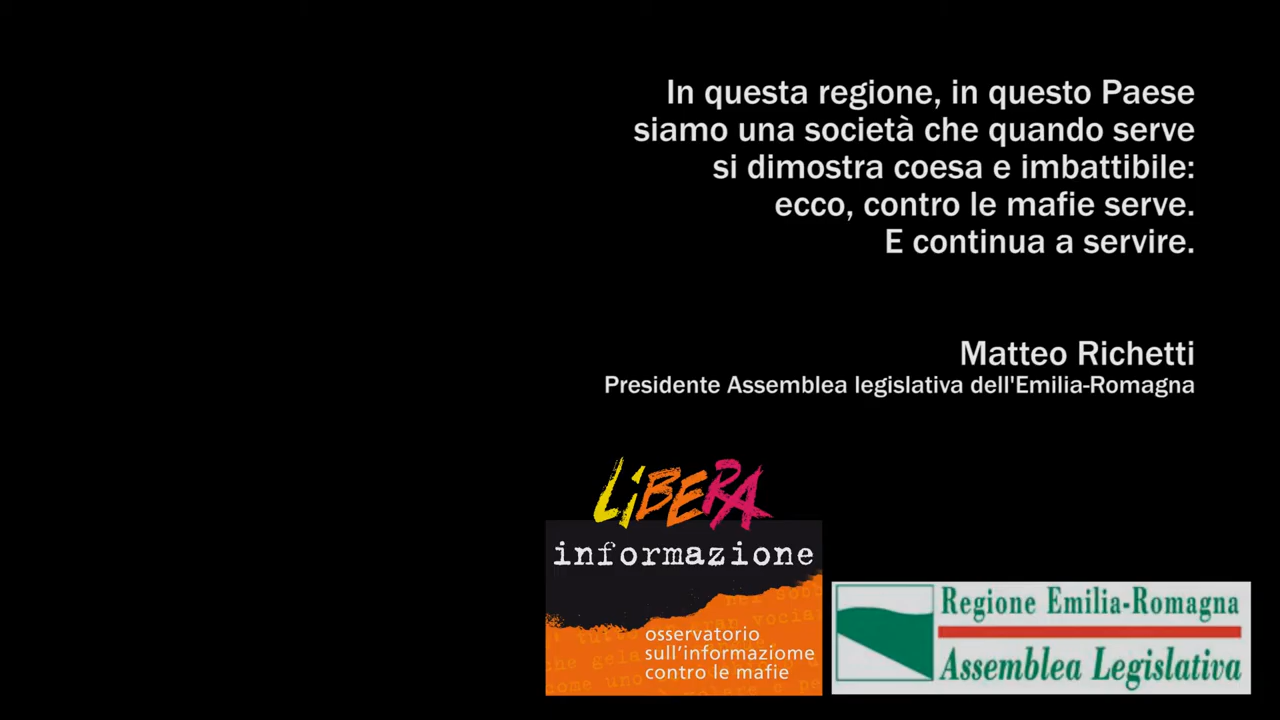 In questa regione, in questo Paese
siamo una società che quando serve
si dimostra coesa e imbattibile:
ecco, contro le mafie serve.
E continua a servire.
Matteo Richetti
Presidente Assemblea legislativa dell'Emilia-Romagna
LiBERA
informazione
osservatorio
sull'informaziome
contro le mafie
Regione Emilia-Romagna
Assemblea Legislativa